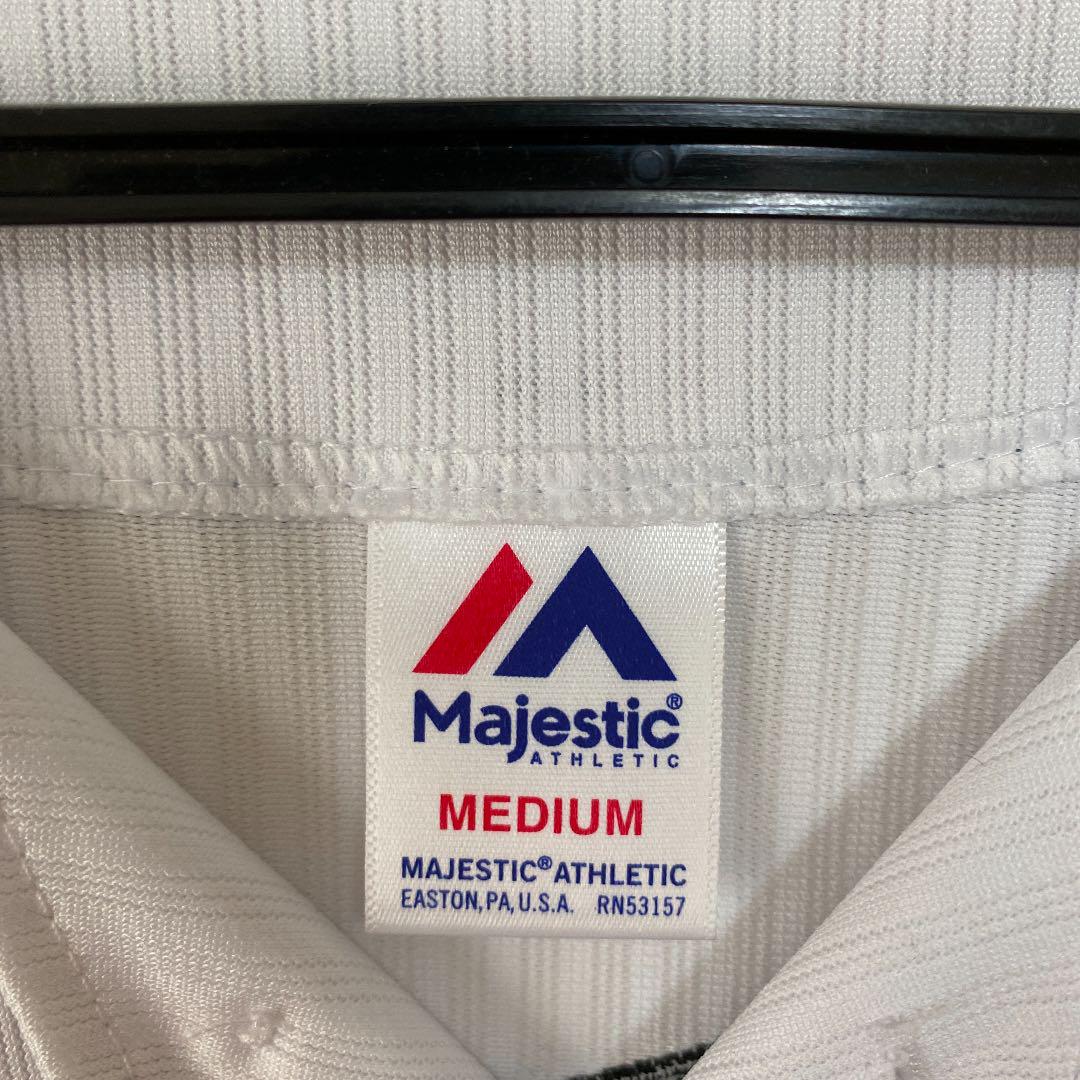 Majestic®
ATHLETIC
MEDIUM
MAJESTIC® ATHLETIC
EASTON, PA, U.S.A. RN53157